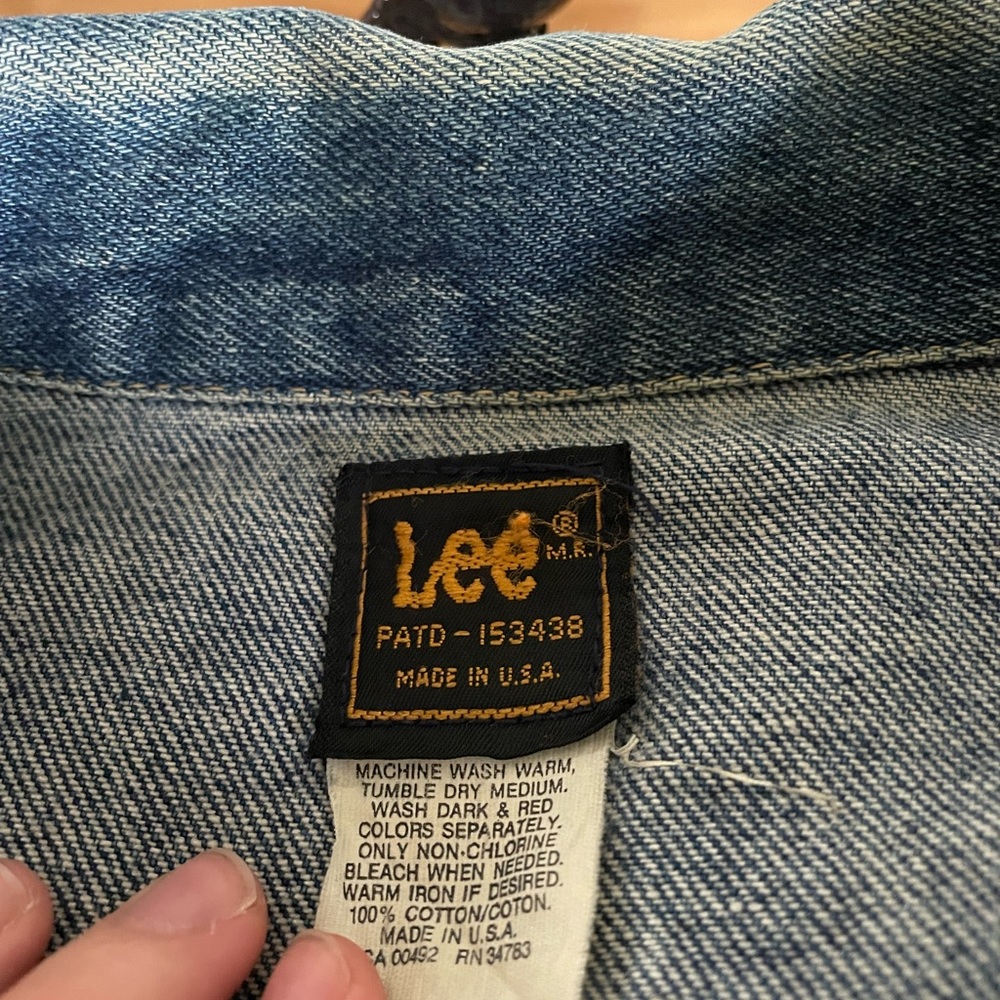 Lee ®
M.R.
PATD-153438
MADE IN U.S.A.
MACHINE WASH WARM,
TUMBLE DRY MEDIUM.
WASH DARK & RED
COLORS SEPARATELY.
ONLY NON-CHLORINE
BLEACH WHEN NEEDED.
WARM IRON IF DESIRED.
100% COTTON/COTON.
MADE IN U.S.A.
CA 00492 RN 34783